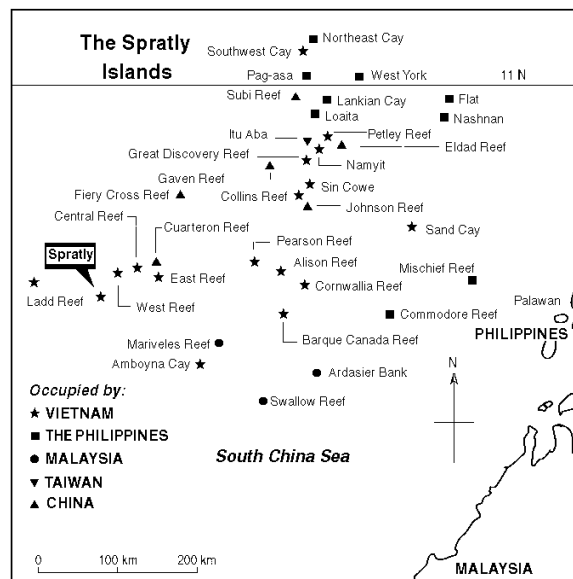 The Spratly
Islands
Northeast Cay
Southwest Cay
Pag-asa
West York
11 N
Subi Reef
Lankian Cay
Flat
Loaita
Nashnan
Itu Aba
Petley Reef
Great Discovery Reef
Eldad Reef
Namyit
Gaven Reef
Sin Cowe
Fiery Cross Reef
Collins Reef
Johnson Reef
Central Reef
Cuarteron Reef
Sand Cay
Pearson Reef
Spratly
Alison Reef
Mischief Reef
East Reef
Cornwallia Reef
Ladd Reef
West Reef
Palawan
Commodore Reef
PHILIPPINES
Mariveles Reef
Barque Canada Reef
Amboyna Cay
N
Ardasier Bank
Occupied by:
VIETNAM
Swallow Reef
THE PHILIPPINES
MALAYSIA
South China Sea
TAIWAN
CHINA
0 100 km 200 km
MALAYSIA